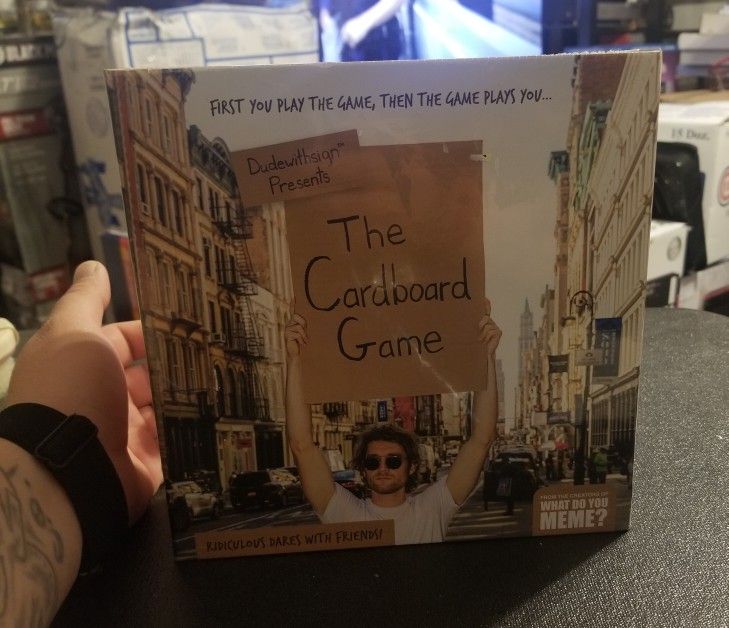 FIRST YOU PLAY THE GAME, THEN THE GAME PLAYS YOU...
Dudewithsign™
Presents
The
Cardboard
Game
RIDICULOUS DARES WITH FRIENDS!
FROM THE CREATORS OF
WHAT DO YOU
MEME?